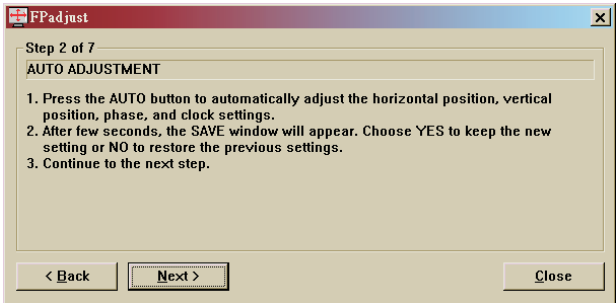 FPadjust
Step 2 of 7
AUTO ADJUSTMENT
1. Press the AUTO button to automatically adjust the horizontal position, vertical
position, phase, and clock settings.
2. After few seconds, the SAVE window will appear. Choose YES to keep the new
setting or NO to restore the previous settings.
3. Continue to the next step.
< Back Next > Close